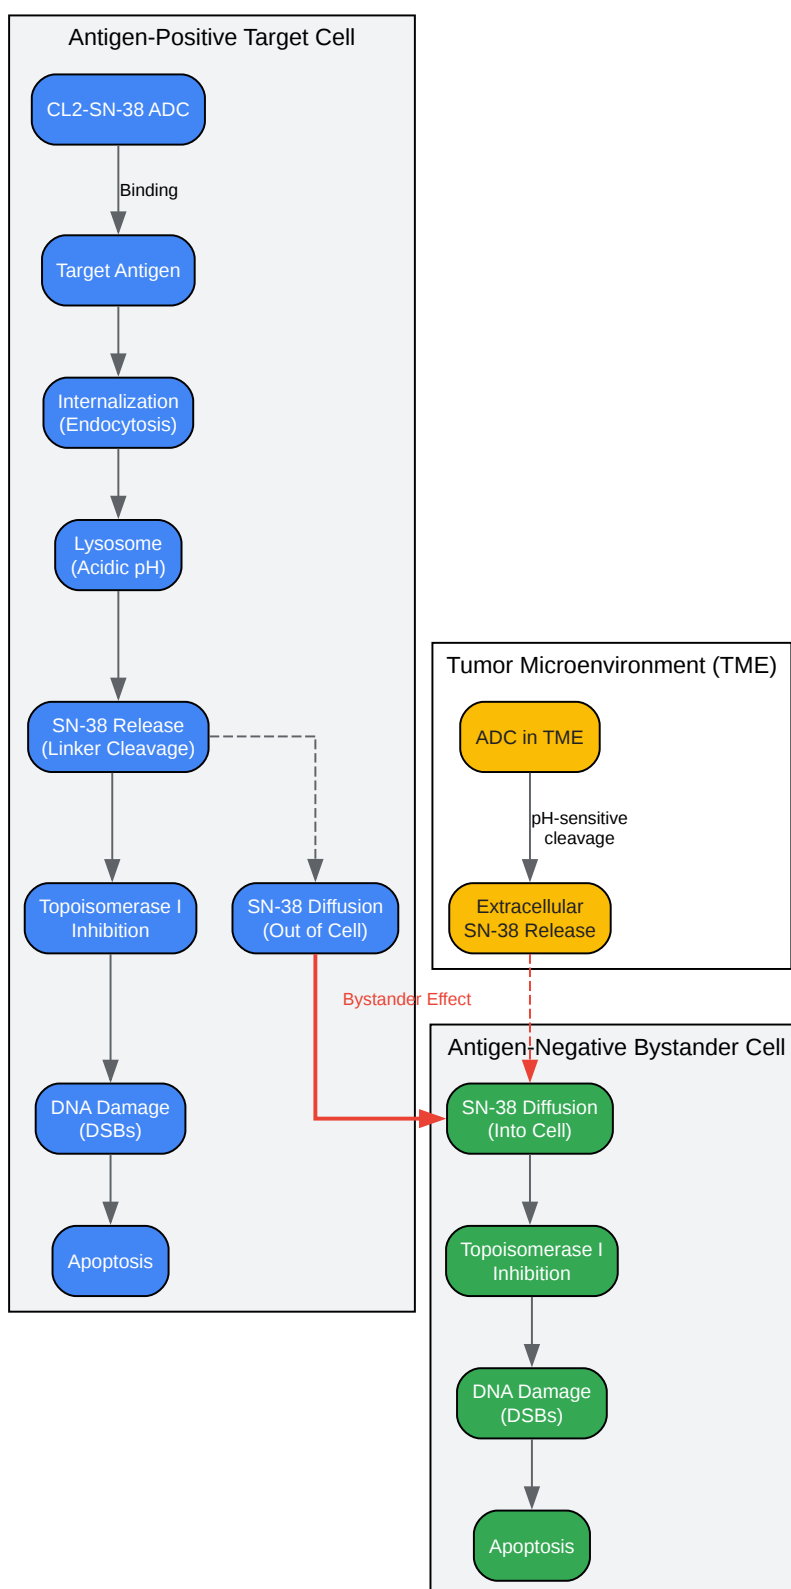 Antigen-Positive Target Cell
CL2-SN-38 ADC
Binding
Target Antigen
Internalization
(Endocytosis)
Lysosome
(Acidic pH)
SN-38 Release
(Linker Cleavage)
Topoisomerase I
Inhibition
SN-38 Diffusion
(Out of Cell)
DNA Damage
(DSBs)
Apoptosis
Tumor Microenvironment (TME)
ADC in TME
pH-sensitive
cleavage
Extracellular
SN-38 Release
Bystander Effect
Antigen-Negative Bystander Cell
SN-38 Diffusion
(Into Cell)
Topoisomerase I
Inhibition
DNA Damage
(DSBs)
Apoptosis